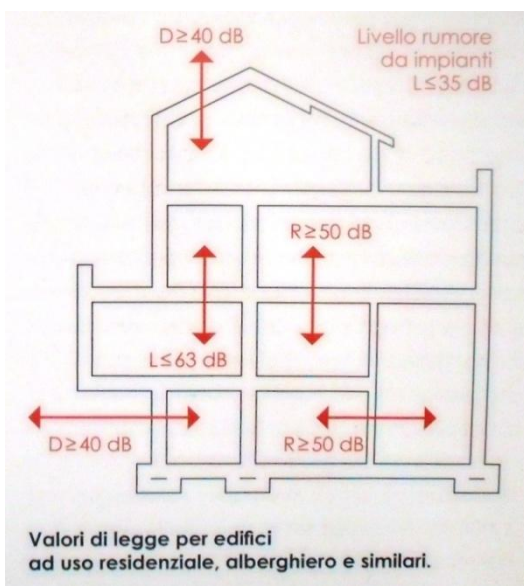 D≥40 dB
Livello rumore
da impianti
L≤35 dB
R≥50 dB
L≤63 dB
D≥40 dB
R≥50 dB
Valori di legge per edifici
ad uso residenziale, alberghiero e similari.